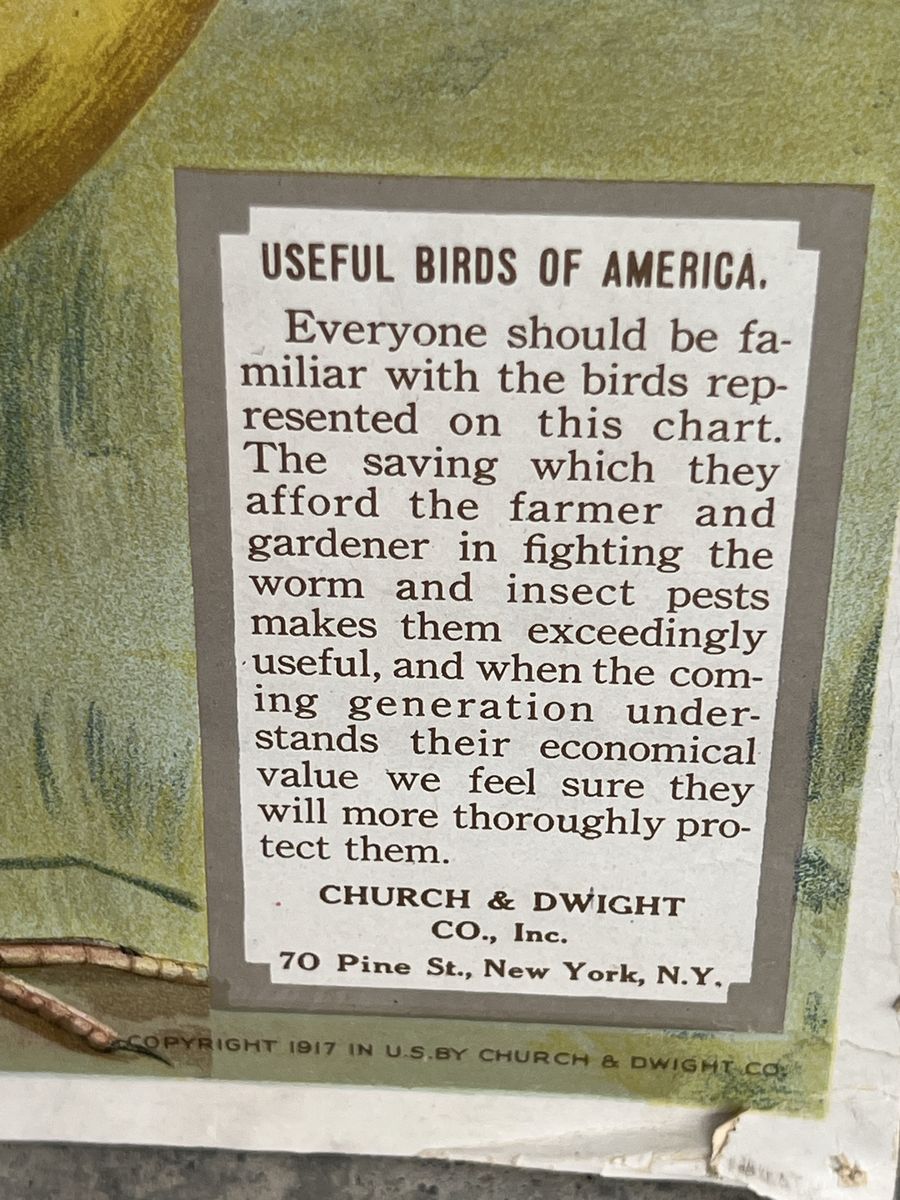 USEFUL BIRDS OF AMERICA.
Everyone should be fa-
miliar with the birds rep-
resented on this chart.
The saving which they
afford the farmer and
gardener in fighting the
worm and insect pests
makes them exceedingly
useful, and when the com-
ing generation under-
stands their economical
value we feel sure they
will more thoroughly pro-
tect them.
CHURCH & DWIGHT
CO., Inc.
70 Pine St., New York, N.Y.
COPYRIGHT 1917 IN U.S.BY CHURCH & DWIGHT CO.